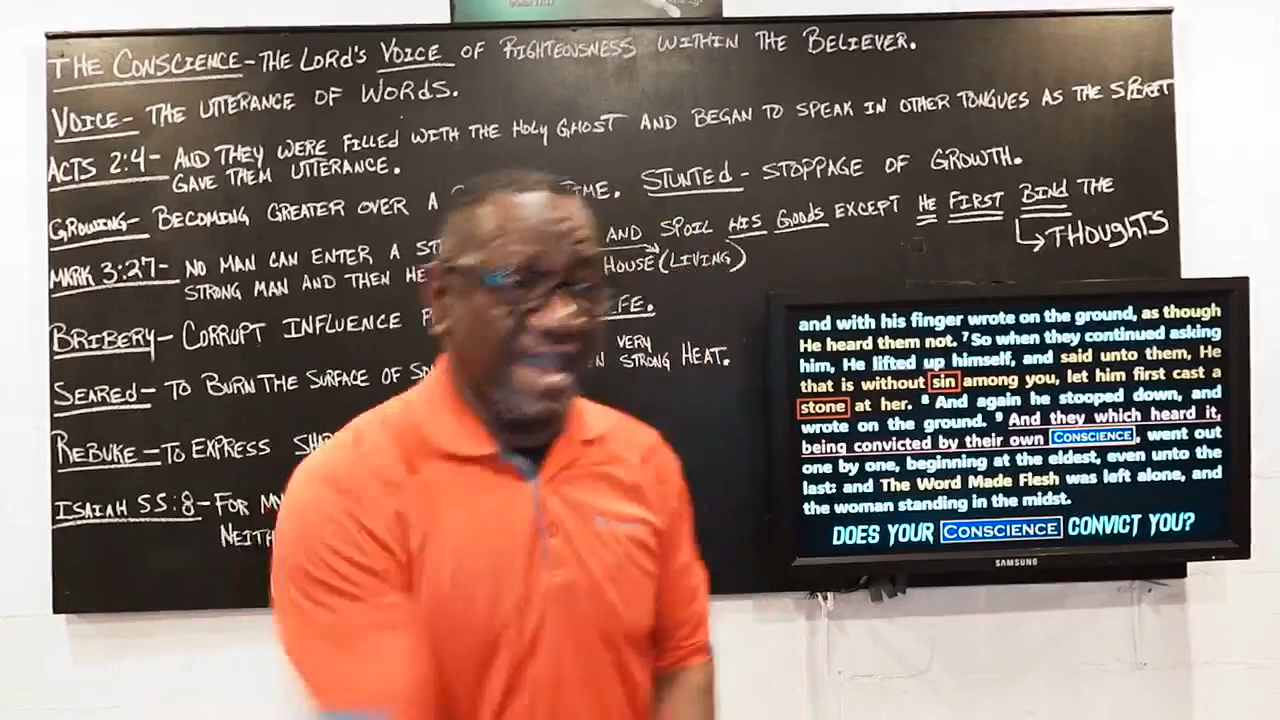 THE CONSCIENCE - THE LORD'S VOICE OF RIGHTEOUSNESS WITHIN THE BELIEVER.
VOICE - THE UTTERANCE OF WORDS.
ACTS 2:4 - AND THEY WERE FILLED WITH THE HOLY GHOST AND BEGAN TO SPEAK IN OTHER TONGUES AS THE SPIRIT
GAVE THEM UTTERANCE.
GROWING - BECOMING GREATER OVER A TIME. STUNTED - STOPPAGE OF GROWTH.
MARK 3:27 - NO MAN CAN ENTER A AND SPOIL HIS GOODS EXCEPT HE FIRST BIND THE
STRONG MAN AND THEN HE HOUSE (LIVING)
THOUGHTS
BRIBERY - CORRUPT INFLUENCE
SEARED - TO BURN THE SURFACE OF VERY STRONG HEAT.
REBUKE - TO EXPRESS
ISAIAH 55:8 - FOR
and with his finger wrote on the ground, as though
He heard them not. 7 So when they continued asking
him, He lifted up himself, and said unto them, He
that is without sin among you, let him first cast a
stone at her. 8 And again he stooped down, and
wrote on the ground. 9 And they which heard it,
being convicted by their own CONSCIENCE, went out
one by one, beginning at the eldest, even unto the
last: and The Word Made Flesh was left alone, and
the woman standing in the midst.
DOES YOUR CONSCIENCE CONVICT YOU?
SAMSUNG